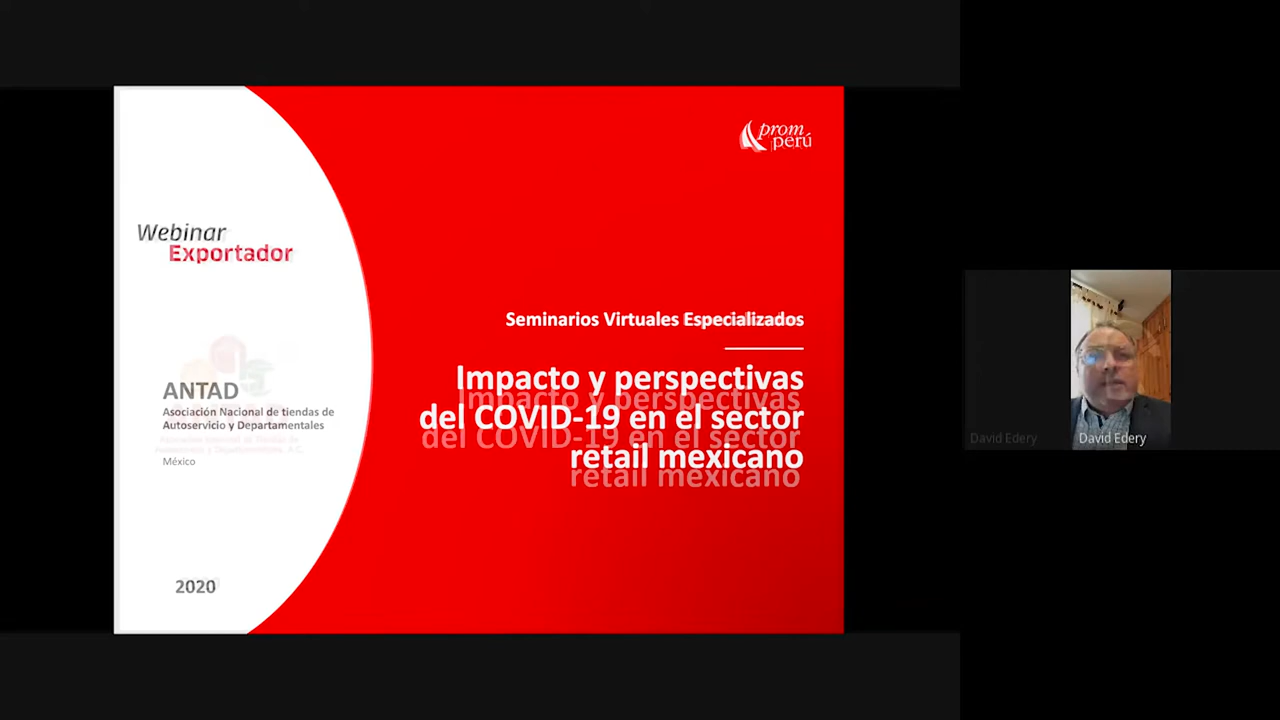 prom
perú
Webinar
Exportador
Seminarios Virtuales Especializados
Impacto y perspectivas
del COVID-19 en el sector
retail mexicano
ANTAD
Asociación Nacional de tiendas de
Autoservicio y Departamentales
México
2020
David Edery
David Edery